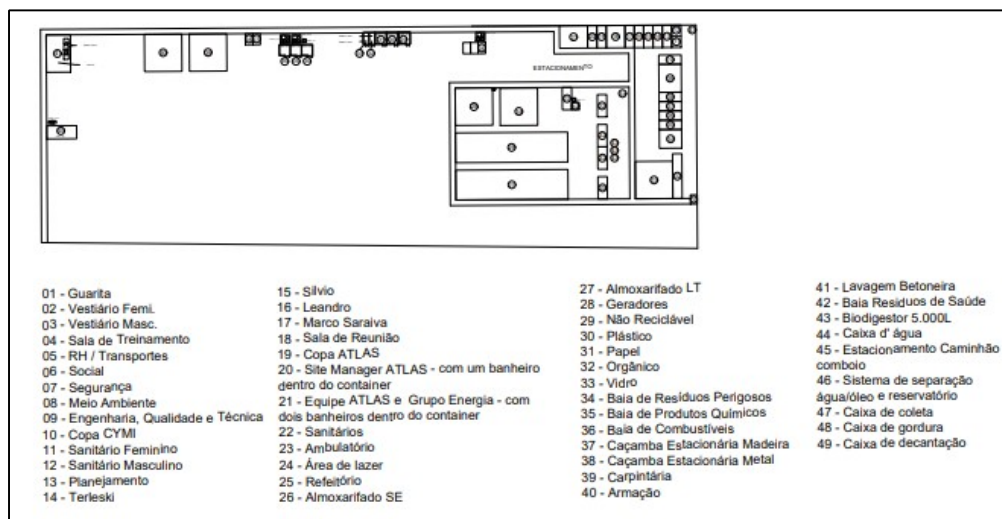 ESTACIONAMENTO
01 - Guarita
02 - Vestiário Femi.
03 - Vestiário Masc.
04 - Sala de Treinamento
05 - RH / Transportes
06 - Social
07 - Segurança
08 - Meio Ambiente
09 - Engenharia, Qualidade e Técnica
10 - Copa CYMI
11 - Sanitário Feminino
12 - Sanitário Masculino
13 - Planejamento
14 - Terleski
15 - Silvio
16 - Leandro
17 - Marco Saraiva
18 - Sala de Reunião
19 - Copa ATLAS
20 - Site Manager ATLAS - com um banheiro
dentro do container
21 - Equipe ATLAS e Grupo Energia - com
dois banheiros dentro do container
22 - Sanitários
23 - Ambulatório
24 - Área de lazer
25 - Refeitório
26 - Almoxarifado SE
27 - Almoxarifado LT
28 - Geradores
29 - Não Reciclável
30 - Plástico
31 - Papel
32 - Orgânico
33 - Vidro
34 - Baia de Resíduos Perigosos
35 - Baia de Produtos Químicos
36 - Baia de Combustíveis
37 - Caçamba Estacionária Madeira
38 - Caçamba Estacionária Metal
39 - Carpintária
40 - Armação
41 - Lavagem Betoneira
42 - Baia Residuos de Saúde
43 - Biodigestor 5.000L
44 - Caixa d' água
45 - Estacionamento Caminhão
comboio
46 - Sistema de separação
água/óleo e reservatório
47 - Caixa de coleta
48 - Caixa de gordura
49 - Caixa de decantação